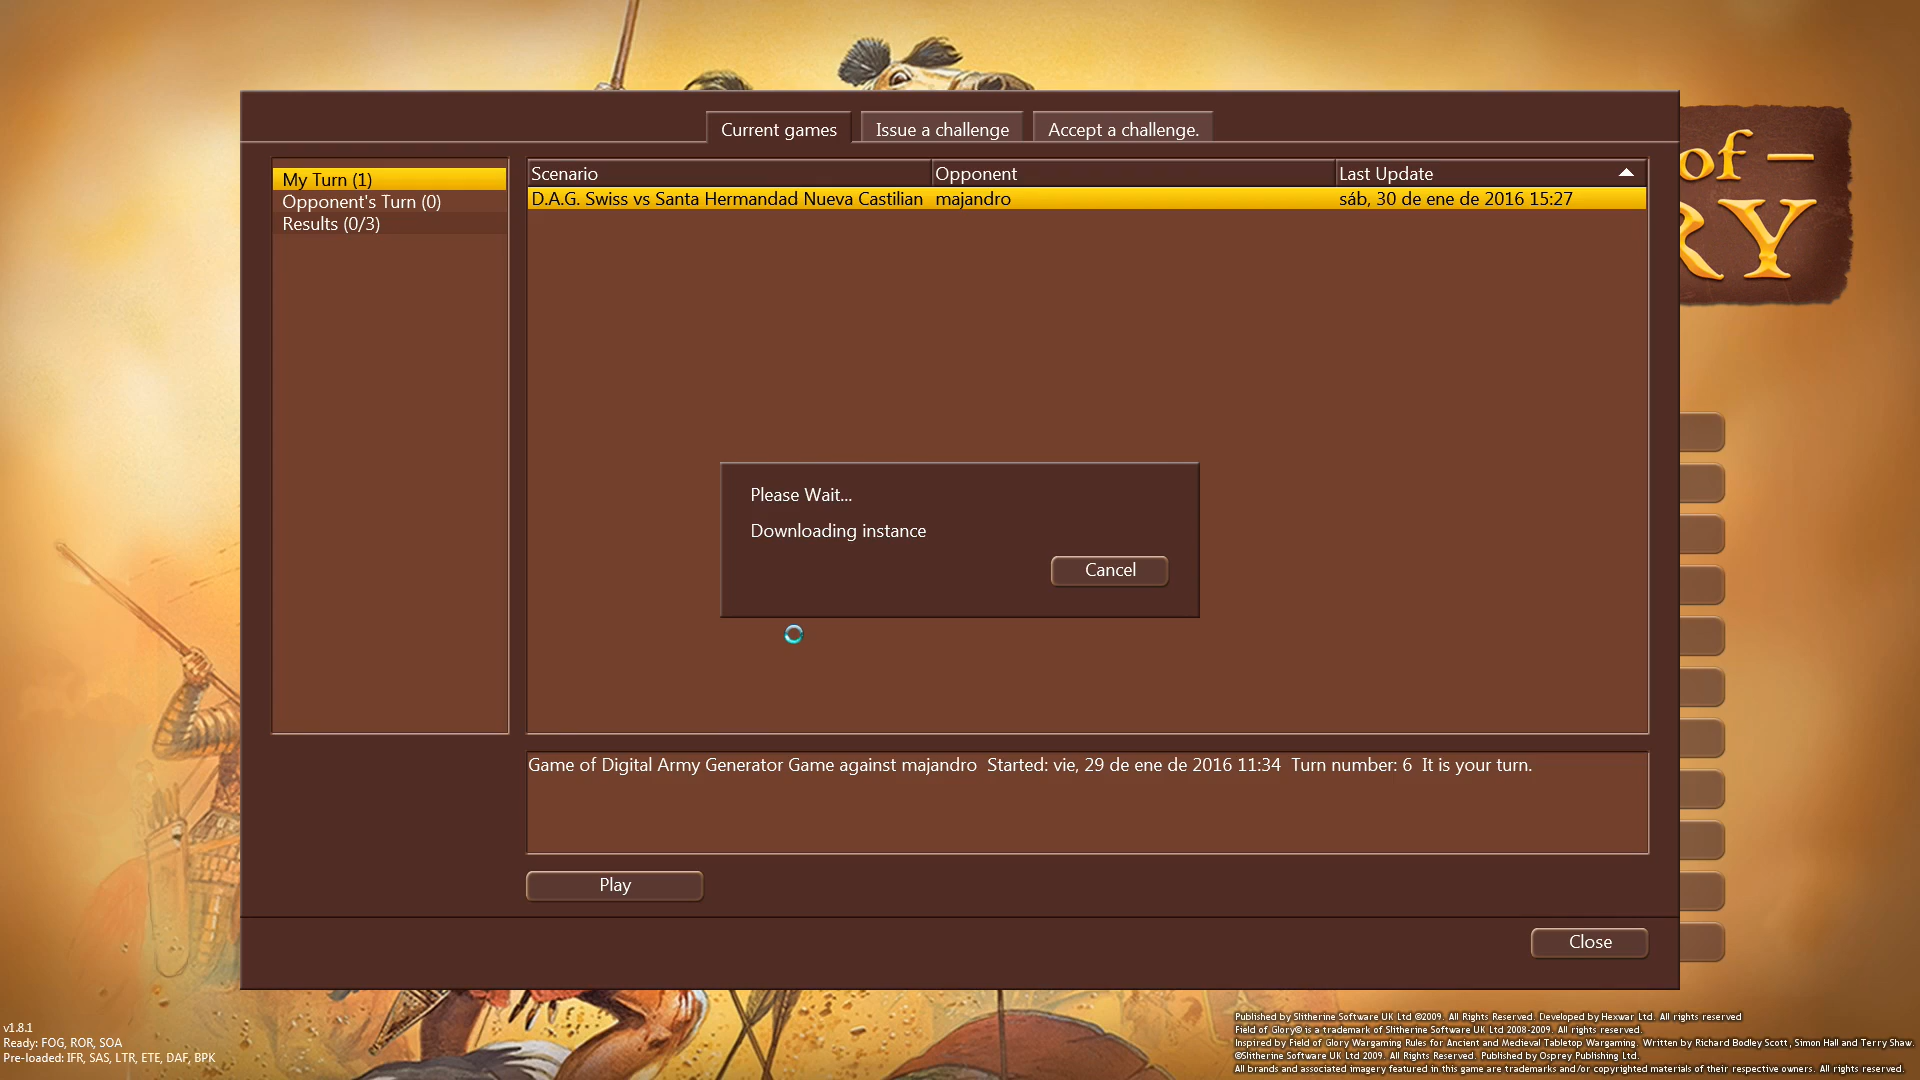 Current games
Issue a challenge
Accept a challenge.
of
RY
My Turn (1)
Opponent's Turn (0)
Results (0/3)
Scenario Opponent Last Update
D.A.G. Swiss vs Santa Hermandad Nueva Castilian majandro sáb, 30 de ene de 2016 15:27
Please Wait...
Downloading instance
Cancel
Game of Digital Army Generator Game against majandro Started: vie, 29 de ene de 2016 11:34 Turn number: 6 It is your turn.
Play
Close
v1.8.1
Ready: FOG, ROR, SOA
Pre-loaded: IFR, SAS, LTR, ETE, DAF, BPK
Published by Slitherine Software UK Ltd ©2009. All Rights Reserved. Developed by Hexwar Ltd. All rights reserved
Field of Glory© is a trademark of Slitherine Software UK Ltd 2008-2009. All rights reserved.
Inspired by Field of Glory Wargaming Rules for Ancient and Medieval Tabletop Wargaming. Written by Richard Bodley Scott, Simon Hall and Terry Shaw.
©Slitherine Software UK Ltd 2009. All Rights Reserved. Published by Osprey Publishing Ltd.
All brands and associated imagery featured in this game are trademarks and/or copyrighted materials of their respective owners. All rights reserved.